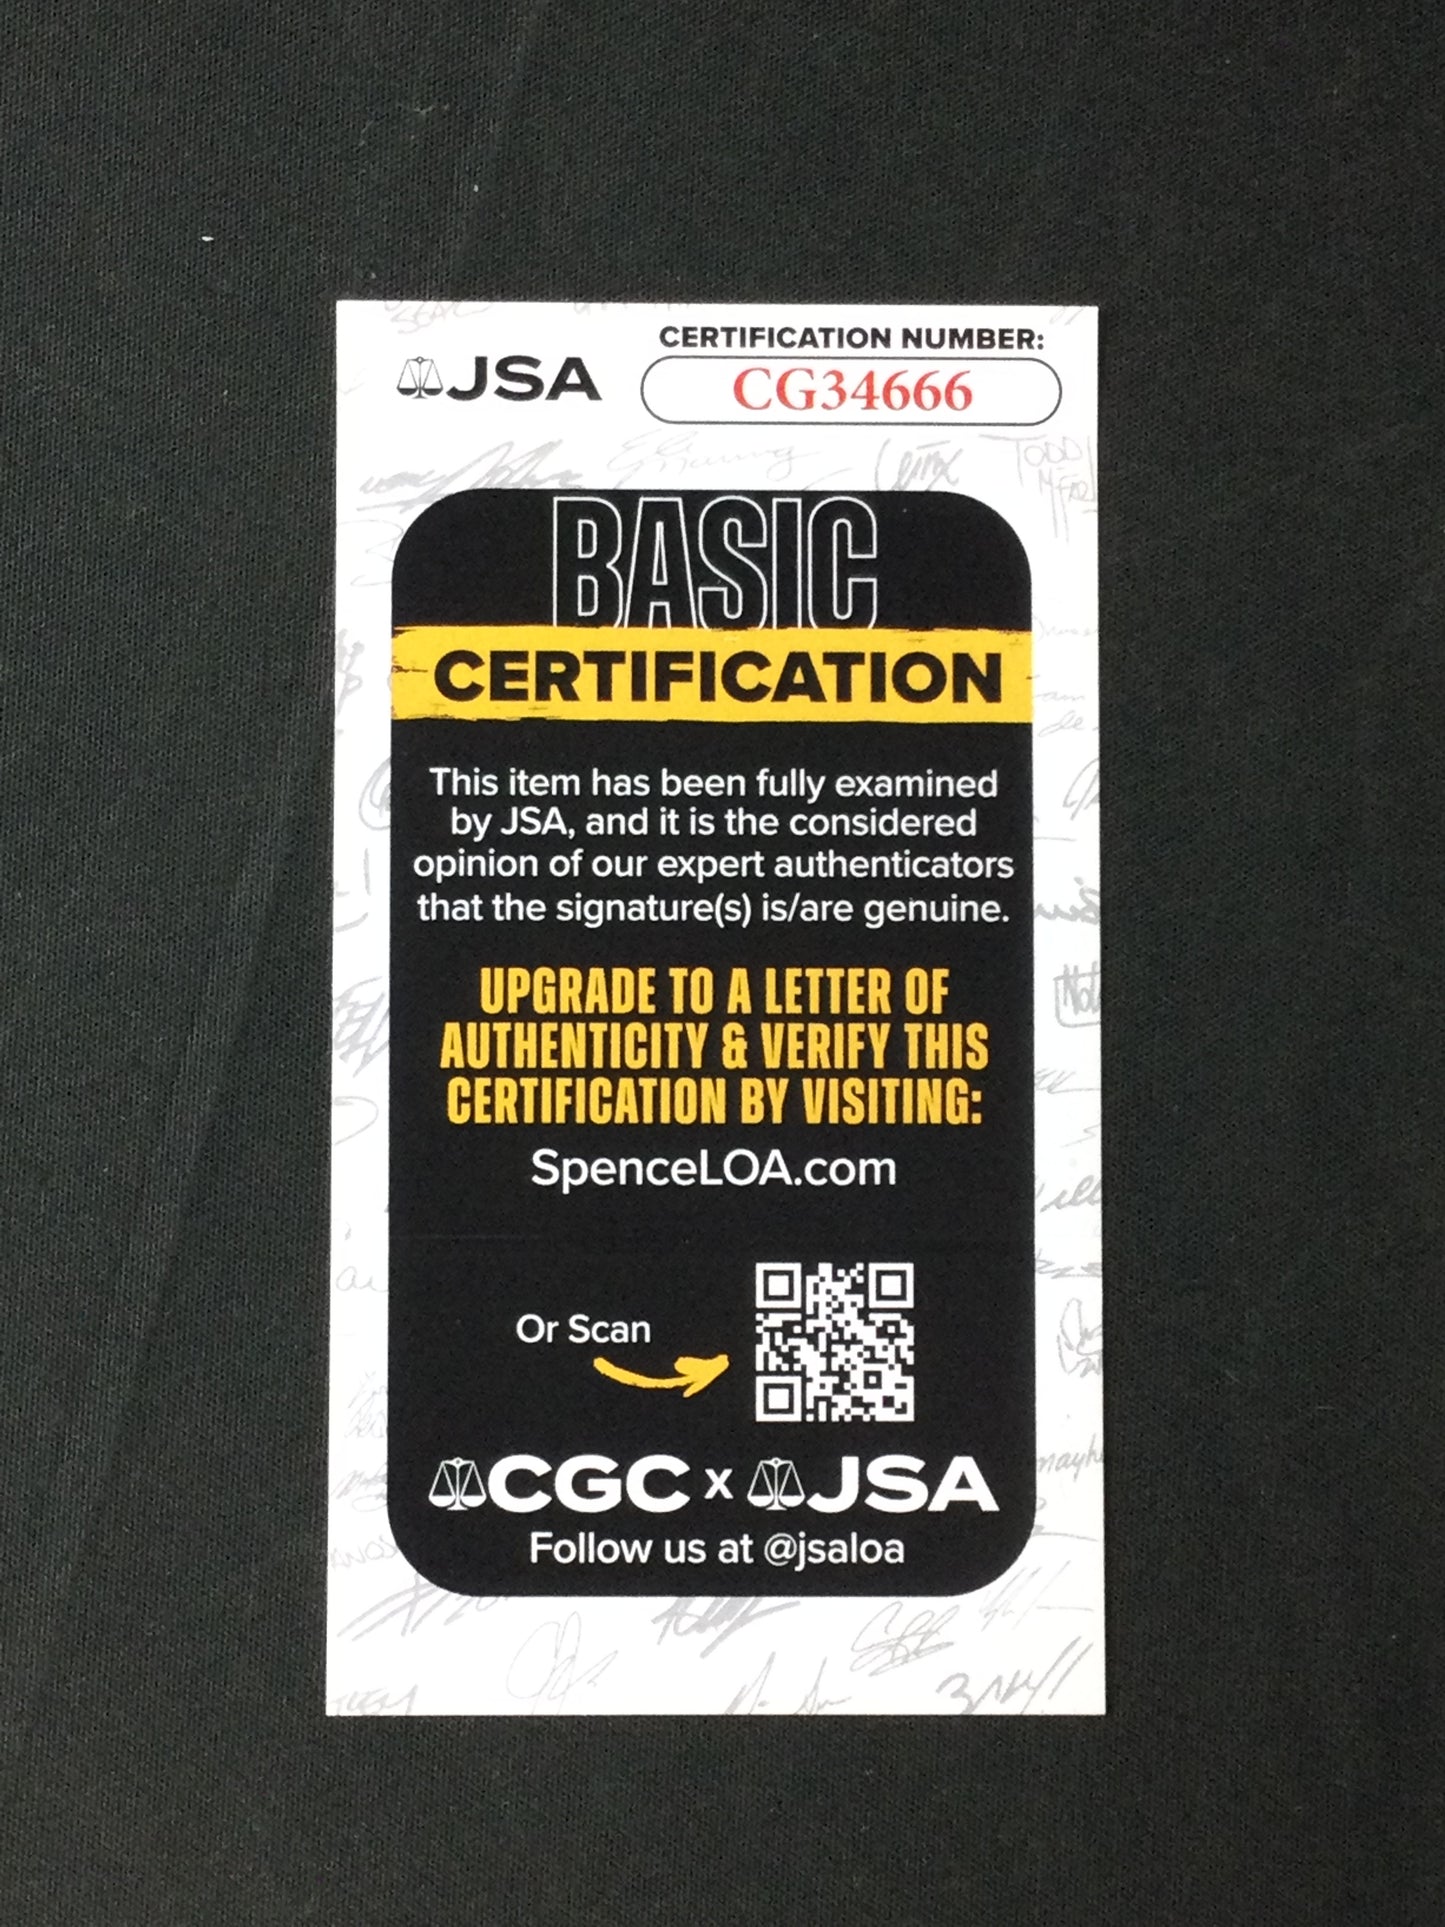 JSA
CERTIFICATION NUMBER:
CG34666
BASIC
CERTIFICATION
This item has been fully examined
by JSA, and it is the considered
opinion of our expert authenticators
that the signature(s) is/are genuine.
UPGRADE TO A LETTER OF
AUTHENTICITY & VERIFY THIS
CERTIFICATION BY VISITING:
SpenceLOA.com
Or Scan
CGC x JSA
Follow us at @jsaloa